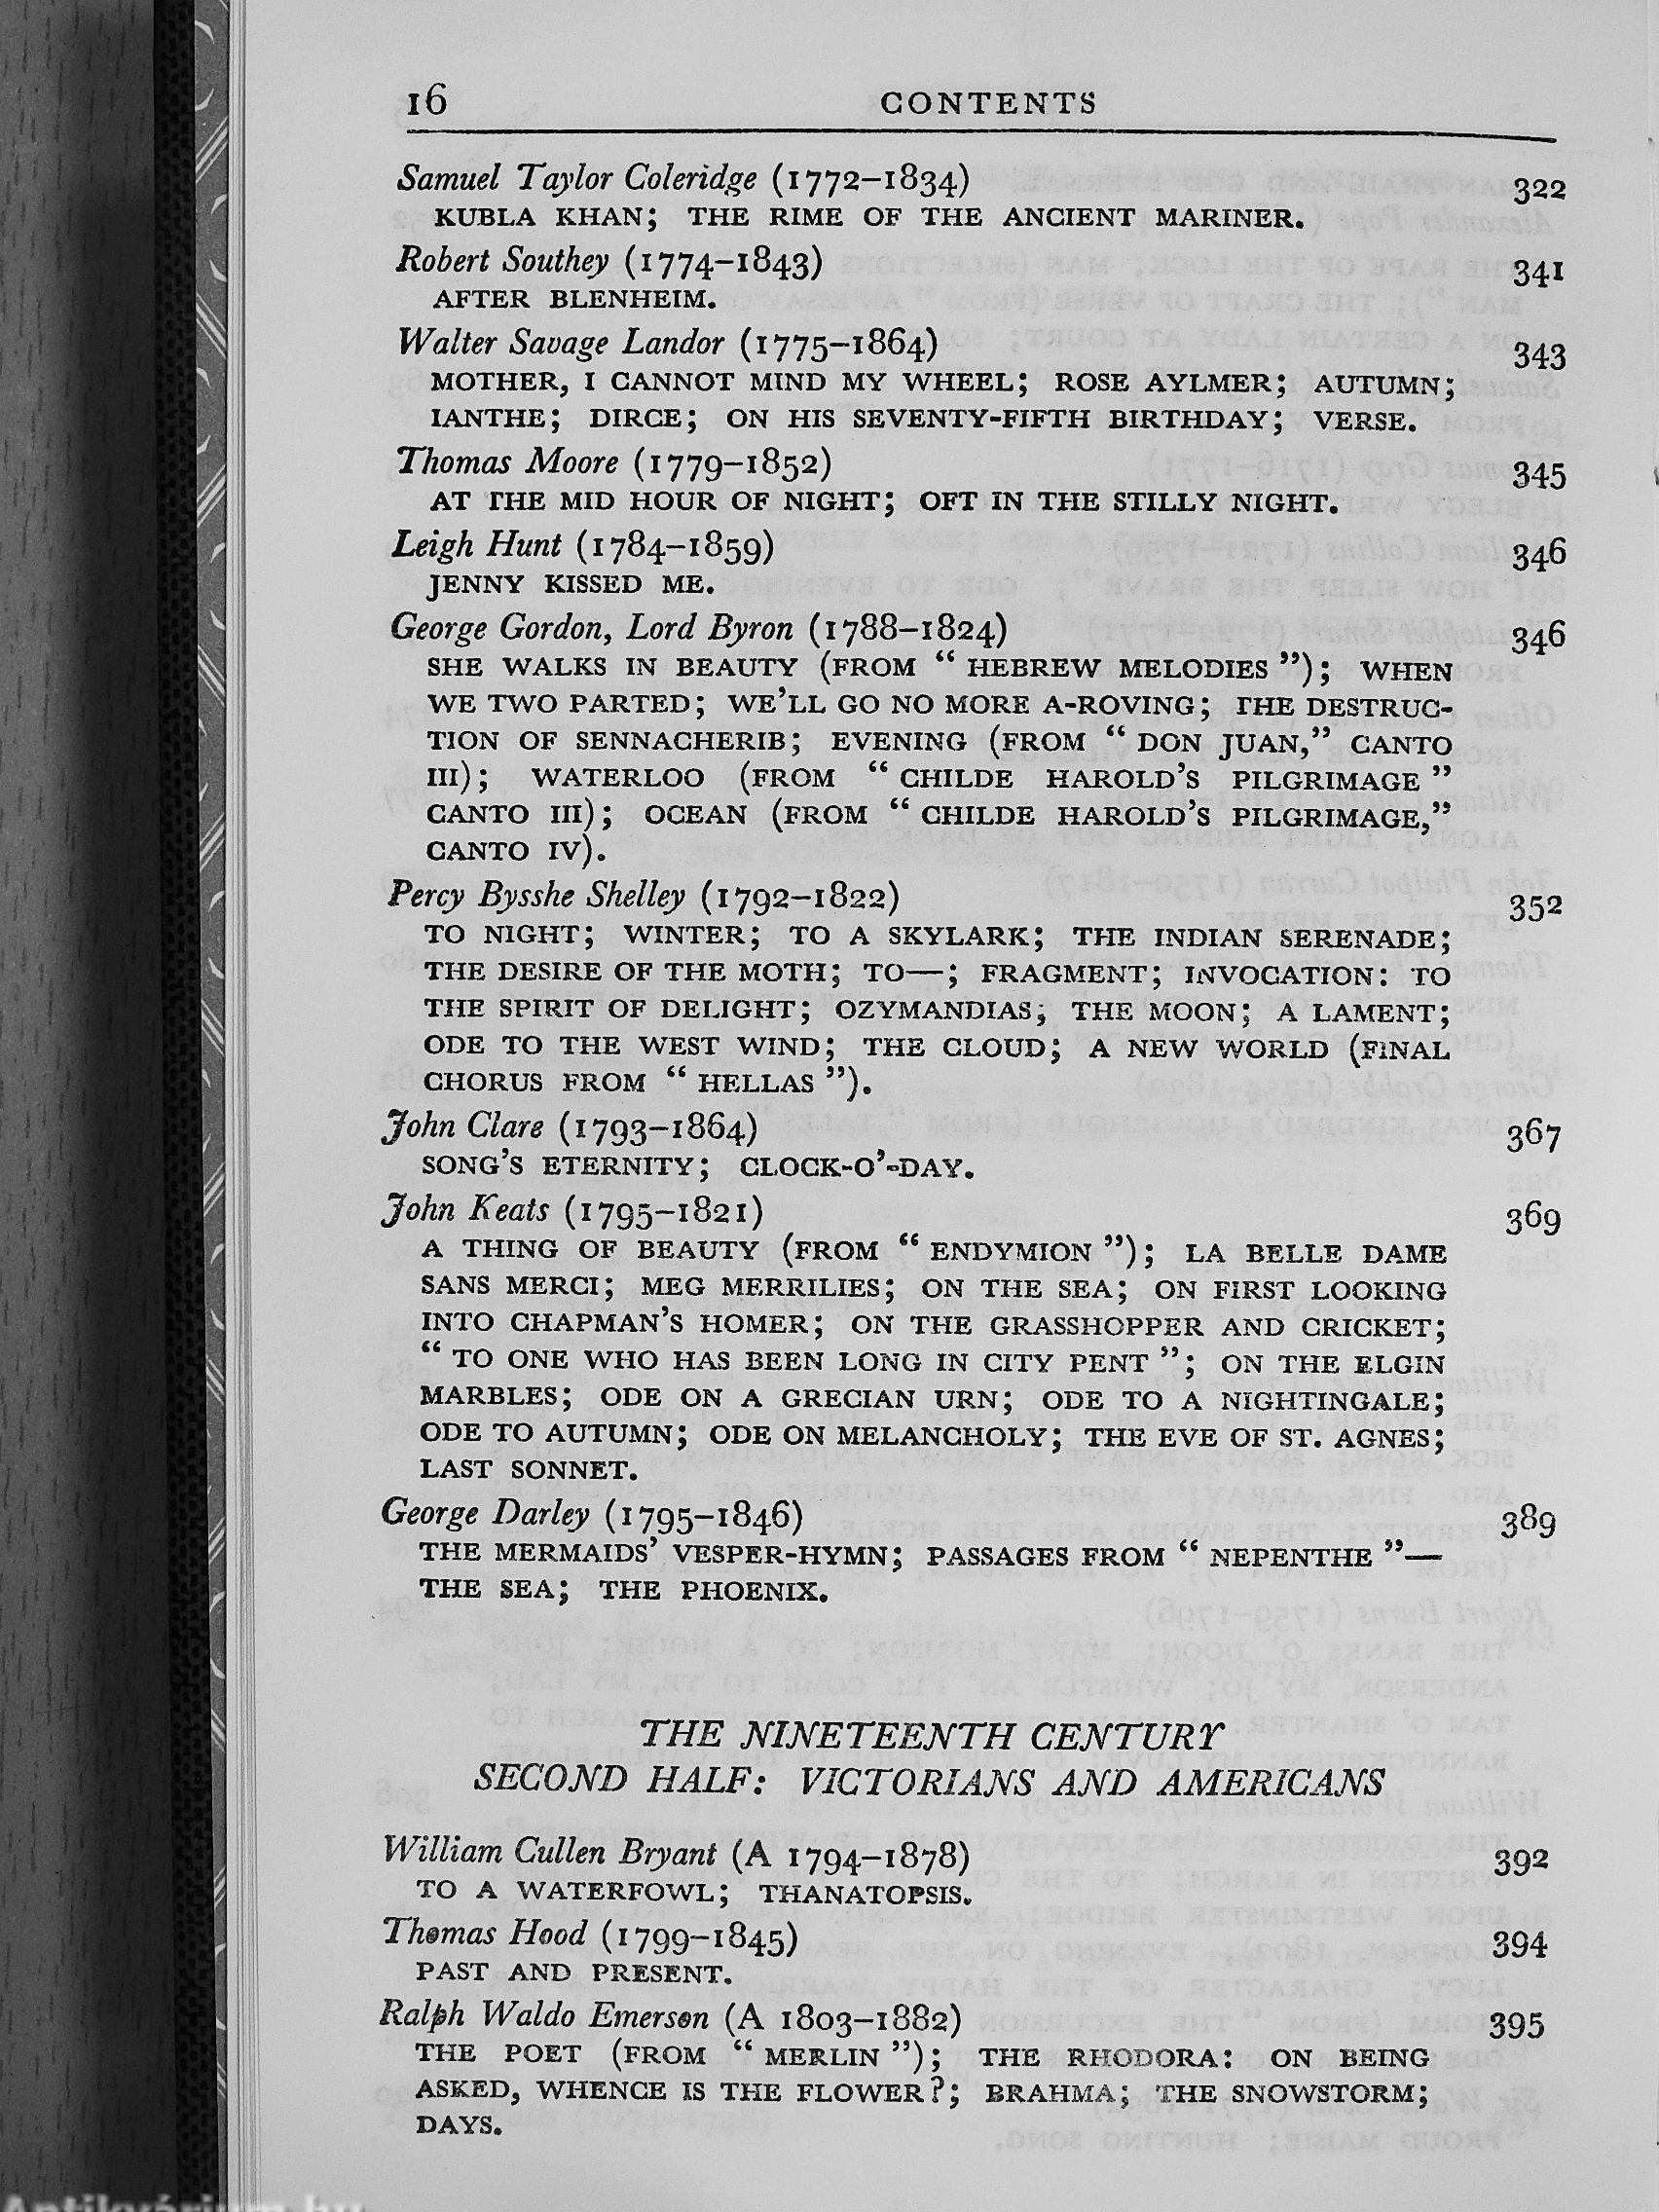 16 CONTENTS
Samuel Taylor Coleridge (1772–1834) 322
KUBLA KHAN; THE RIME OF THE ANCIENT MARINER.
Robert Southey (1774–1843) 341
AFTER BLENHEIM.
Walter Savage Landor (1775–1864) 343
MOTHER, I CANNOT MIND MY WHEEL; ROSE AYLMER; AUTUMN;
IANTHE; DIRCE; ON HIS SEVENTY-FIFTH BIRTHDAY; VERSE.
Thomas Moore (1779–1852) 345
AT THE MID HOUR OF NIGHT; OFT IN THE STILLY NIGHT.
Leigh Hunt (1784–1859) 346
JENNY KISSED ME.
George Gordon, Lord Byron (1788–1824) 346
SHE WALKS IN BEAUTY (FROM “ HEBREW MELODIES ”); WHEN
WE TWO PARTED; WE’LL GO NO MORE A-ROVING; THE DESTRUC-
TION OF SENNACHERIB; EVENING (FROM “ DON JUAN,” CANTO
III); WATERLOO (FROM “ CHILDE HAROLD’S PILGRIMAGE ”
CANTO III); OCEAN (FROM “ CHILDE HAROLD’S PILGRIMAGE,”
CANTO IV).
Percy Bysshe Shelley (1792–1822) 352
TO NIGHT; WINTER; TO A SKYLARK; THE INDIAN SERENADE;
THE DESIRE OF THE MOTH; TO—; FRAGMENT; INVOCATION: TO
THE SPIRIT OF DELIGHT; OZYMANDIAS; THE MOON; A LAMENT;
ODE TO THE WEST WIND; THE CLOUD; A NEW WORLD (FINAL
CHORUS FROM “ HELLAS ”).
John Clare (1793–1864) 367
SONG’S ETERNITY; CLOCK-O’-DAY.
John Keats (1795–1821) 369
A THING OF BEAUTY (FROM “ ENDYMION ”); LA BELLE DAME
SANS MERCI; MEG MERRILIES; ON THE SEA; ON FIRST LOOKING
INTO CHAPMAN’S HOMER; ON THE GRASSHOPPER AND CRICKET;
“ TO ONE WHO HAS BEEN LONG IN CITY PENT ”; ON THE ELGIN
MARBLES; ODE ON A GRECIAN URN; ODE TO A NIGHTINGALE;
ODE TO AUTUMN; ODE ON MELANCHOLY; THE EVE OF ST. AGNES;
LAST SONNET.
George Darley (1795–1846) 389
THE MERMAIDS’ VESPER-HYMN; PASSAGES FROM “ NEPENTHE ”—
THE SEA; THE PHOENIX.
THE NINETEENTH CENTURY
SECOND HALF: VICTORIANS AND AMERICANS
William Cullen Bryant (A 1794–1878) 392
TO A WATERFOWL; THANATOPSIS.
Thomas Hood (1799–1845) 394
PAST AND PRESENT.
Ralph Waldo Emerson (A 1803–1882) 395
THE POET (FROM “ MERLIN ”); THE RHODORA: ON BEING
ASKED, WHENCE IS THE FLOWER?; BRAHMA; THE SNOWSTORM;
DAYS.